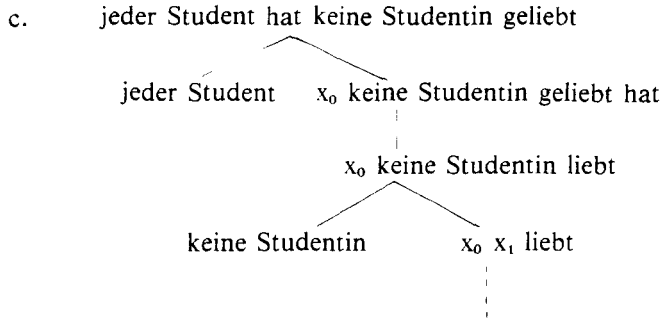 c. jeder Student hat keine Studentin geliebt
jeder Student x₀ keine Studentin geliebt hat
x₀ keine Studentin liebt
keine Studentin x₀ x₁ liebt